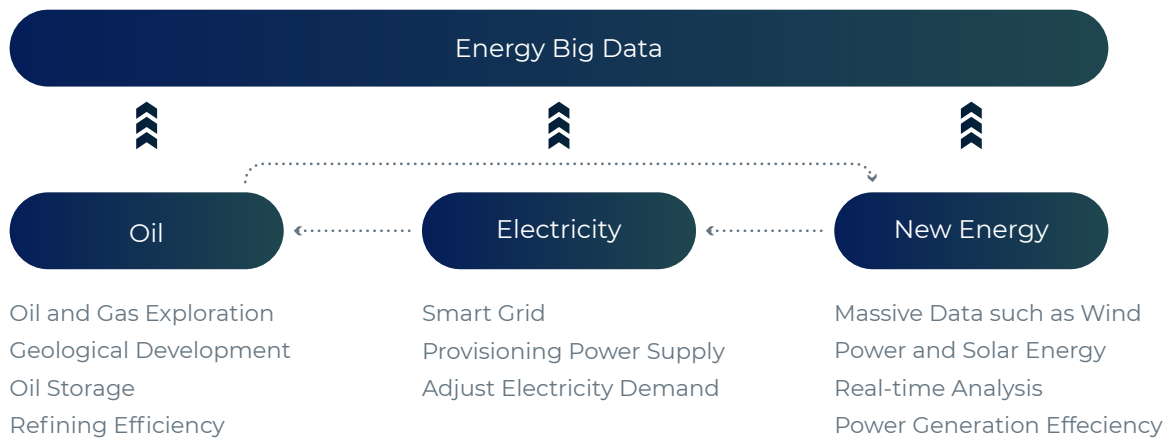 Energy Big Data
Oil
Electricity
New Energy
Oil and Gas Exploration
Geological Development
Oil Storage
Refining Efficiency
Smart Grid
Provisioning Power Supply
Adjust Electricity Demand
Massive Data such as Wind
Power and Solar Energy
Real-time Analysis
Power Generation Effeciency